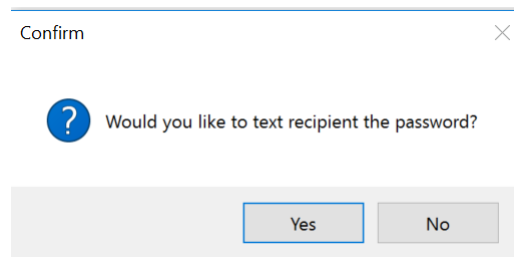 Confirm
? Would you like to text recipient the password?
Yes No